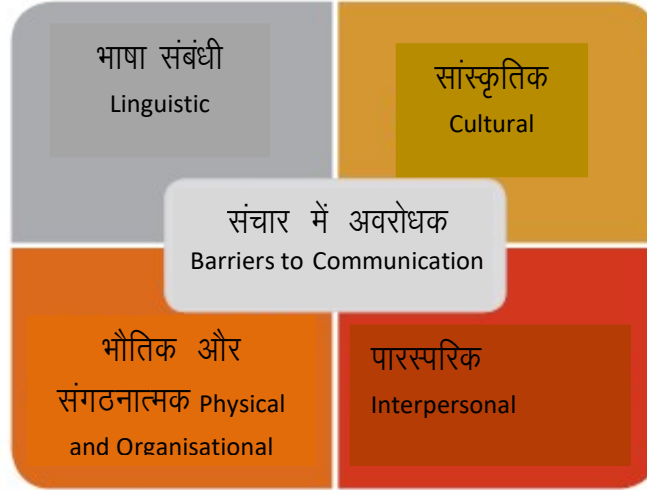 भाषा संबंधी
Linguistic
सांस्कृतिक
Cultural
संचार में अवरोधक
Barriers to Communication
भौतिक और
संगठनात्मक Physical
and Organisational
पारस्परिक
Interpersonal